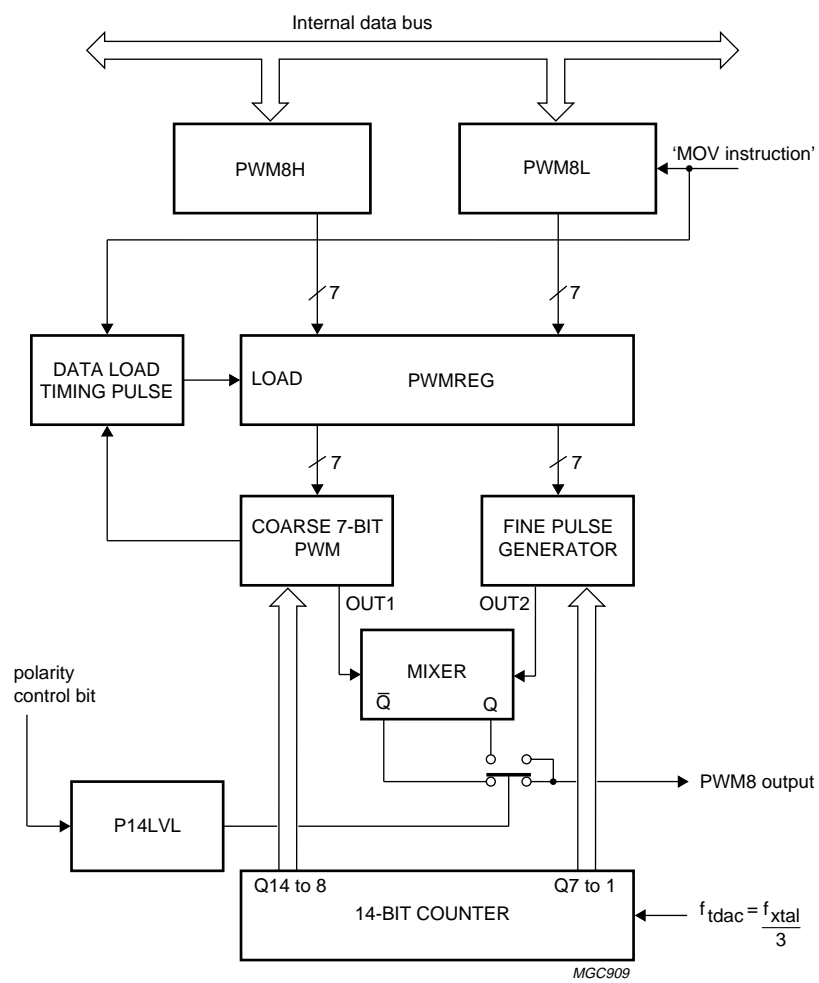 Internal data bus
PWM8H
PWM8L
'MOV instruction'
7
7
DATA LOAD
TIMING PULSE
LOAD
PWMREG
7
7
COARSE 7-BIT
PWM
FINE PULSE
GENERATOR
OUT1
OUT2
MIXER
Q̅
Q
polarity
control bit
PWM8 output
P14LVL
Q14 to 8
Q7 to 1
14-BIT COUNTER
f tdac = f xtal
3
MGC909